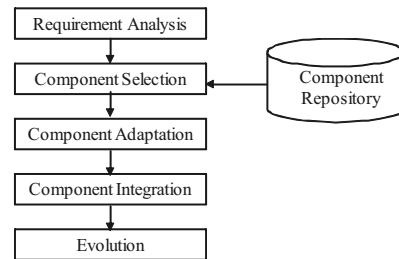 Requirement Analysis
Component Selection
Component
Repository
Component Adaptation
Component Integration
Evolution